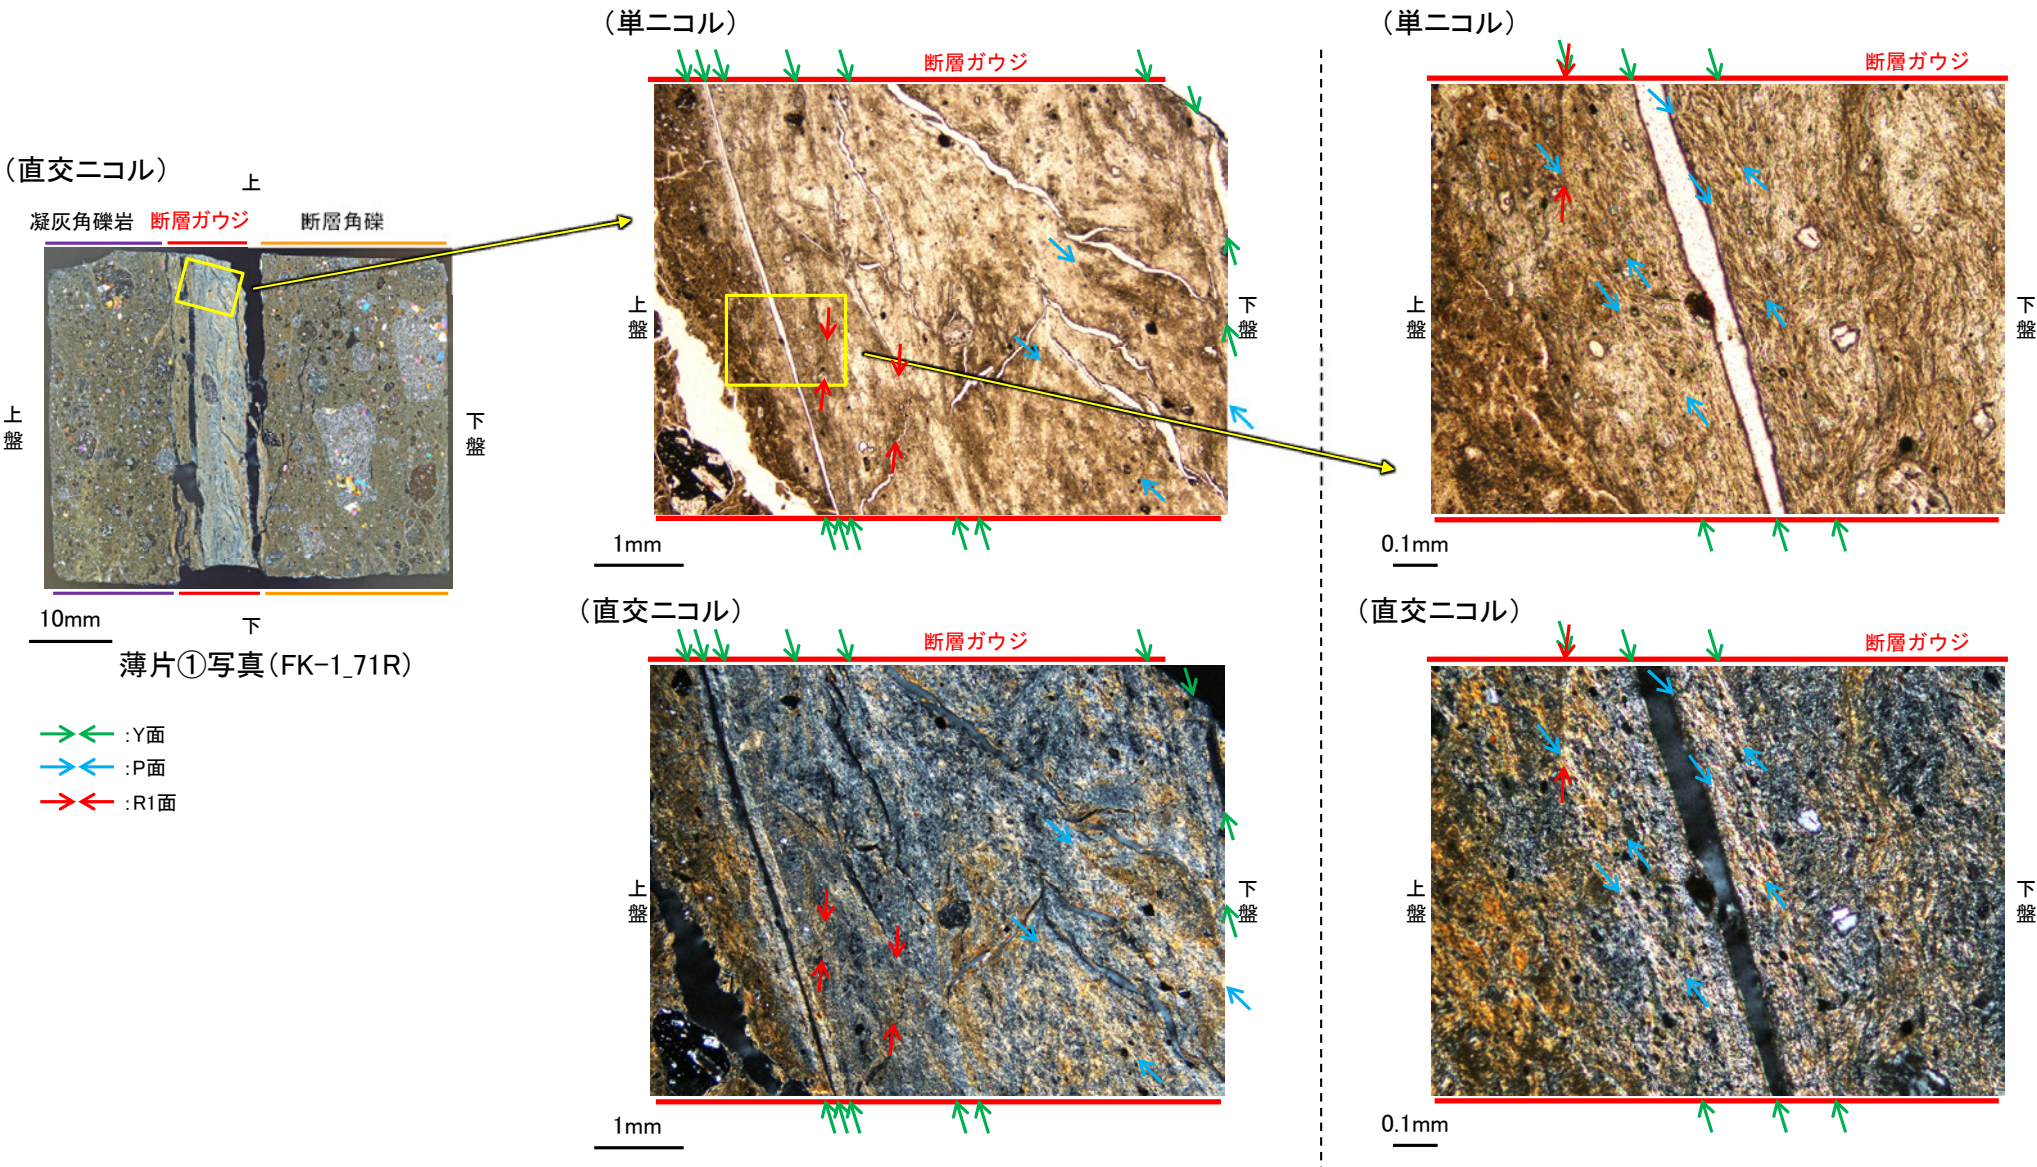 (直交ニコル)
上
凝灰角礫岩 断層ガウジ 断層角礫
上盤
下盤
10mm
下
薄片①写真(FK-1_71R)
:Y面
:P面
:R1面
(単ニコル)
断層ガウジ
上盤
下盤
1mm
(直交ニコル)
断層ガウジ
上盤
下盤
1mm
(単ニコル)
断層ガウジ
上盤
下盤
0.1mm
(直交ニコル)
断層ガウジ
上盤
下盤
0.1mm